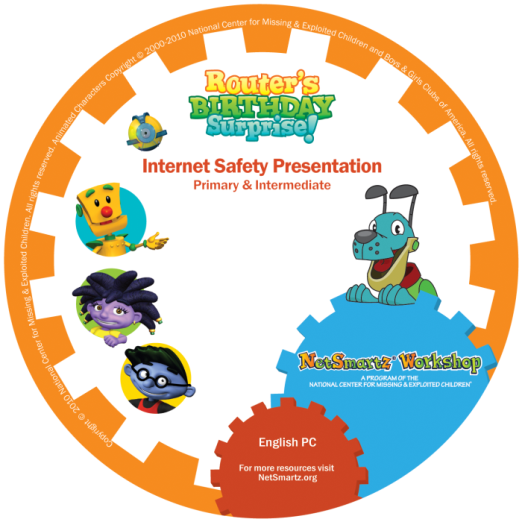 Copyright © 2010 National Center for Missing & Exploited Children. All rights reserved. Animated Characters Copyright © 2000-2010 National Center for Missing & Exploited Children and Boys & Girls Clubs of America. All rights reserved.
Router's
BIRTHDAY
Surprise!
Internet Safety Presentation
Primary & Intermediate
NetSmartz® Workshop
A PROGRAM OF THE
NATIONAL CENTER FOR MISSING & EXPLOITED CHILDREN®
English PC
For more resources visit
NetSmartz.org